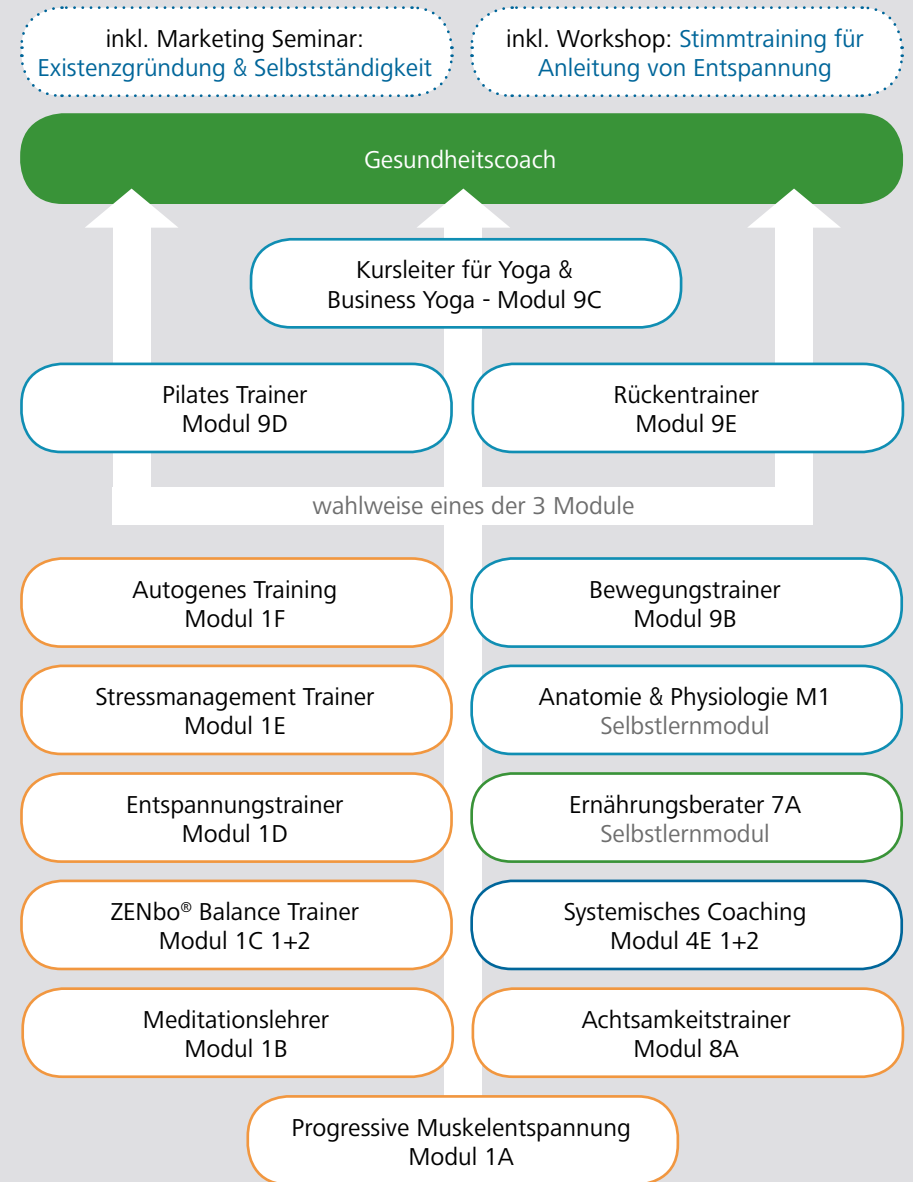 inkl. Marketing Seminar:
Existenzgründung & Selbstständigkeit
inkl. Workshop: Stimmtraining für
Anleitung von Entspannung
Gesundheitscoach
Kursleiter für Yoga &
Business Yoga - Modul 9C
Pilates Trainer
Modul 9D
Rückentrainer
Modul 9E
wahlweise eines der 3 Module
Autogenes Training
Modul 1F
Bewegungstrainer
Modul 9B
Stressmanagement Trainer
Modul 1E
Anatomie & Physiologie M1
Selbstlernmodul
Entspannungstrainer
Modul 1D
Ernährungsberater 7A
Selbstlernmodul
ZENbo® Balance Trainer
Modul 1C 1+2
Systemisches Coaching
Modul 4E 1+2
Meditationslehrer
Modul 1B
Achtsamkeitstrainer
Modul 8A
Progressive Muskelentspannung
Modul 1A